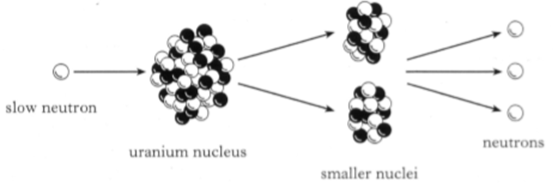 slow neutron
uranium nucleus
smaller nuclei
neutrons